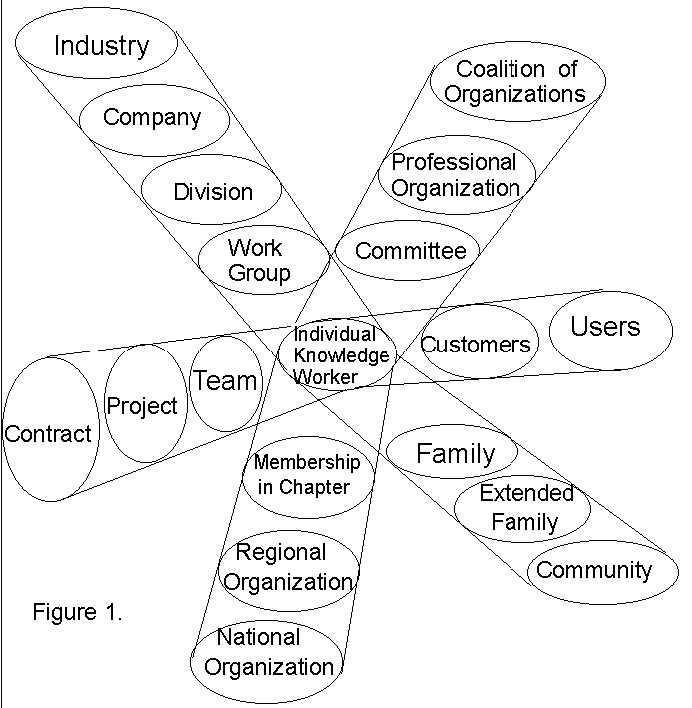 Industry
Coalition of
Organizations
Company
Professional
Organization
Division
Work
Group
Committee
Individual
Knowledge
Worker
Customers
Users
Team
Project
Contract
Family
Membership
in Chapter
Extended
Family
Regional
Organization
Community
Figure 1.
National
Organization